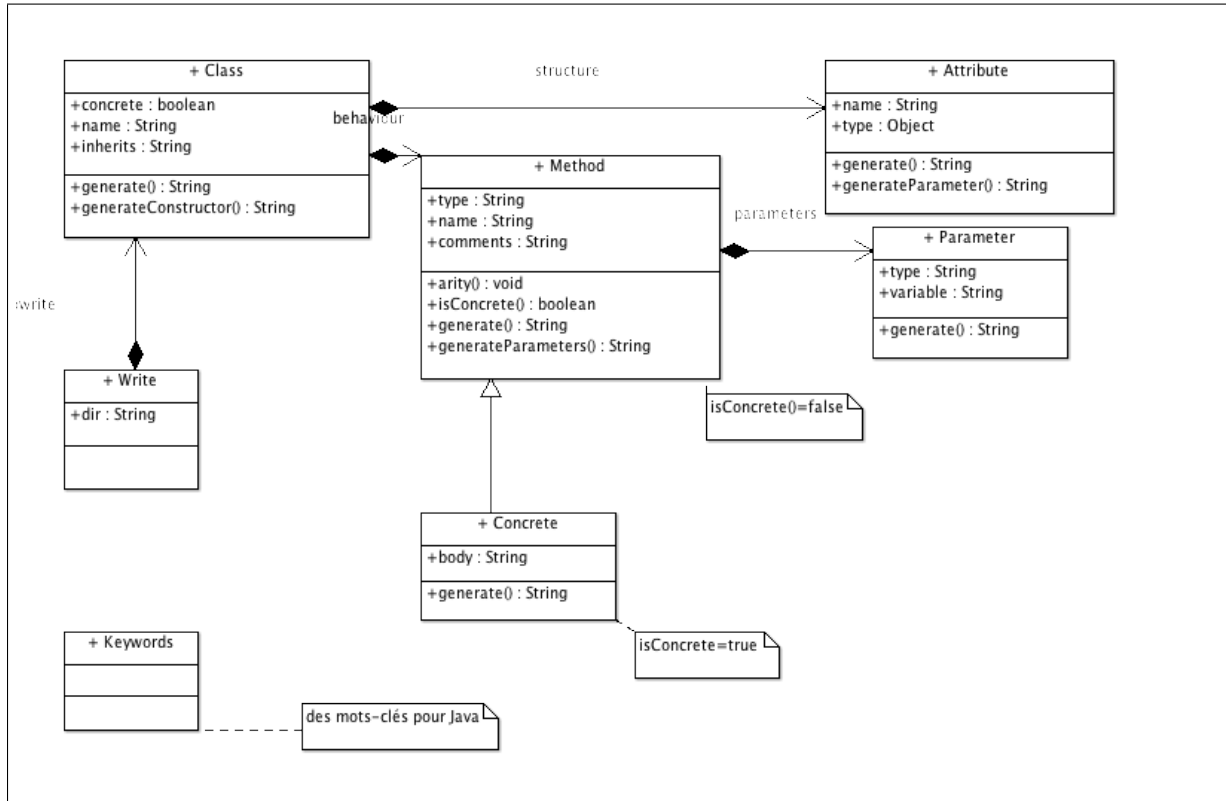 + Class
+concrete : boolean
+name : String
+inherits : String
+generate() : String
+generateConstructor() : String
structure
behaviour
+ Attribute
+name : String
+type : Object
+generate() : String
+generateParameter() : String
+ Method
+type : String
+name : String
+comments : String
+arity() : void
+isConcrete() : boolean
+generate() : String
+generateParameters() : String
parameters
+ Parameter
+type : String
+variable : String
+generate() : String
:write
+ Write
+dir : String
isConcrete()=false
+ Concrete
+body : String
+generate() : String
isConcrete=true
+ Keywords
des mots-clés pour Java